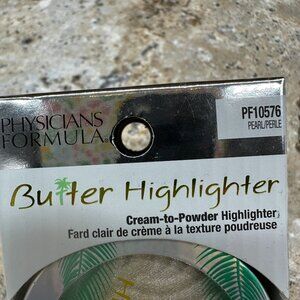 PHYSICIANS
FORMULA
PF10576
PEARL/PERLE
Butter Highlighter
Cream-to-Powder Highlighter
Fard clair de crème à la texture poudreuse